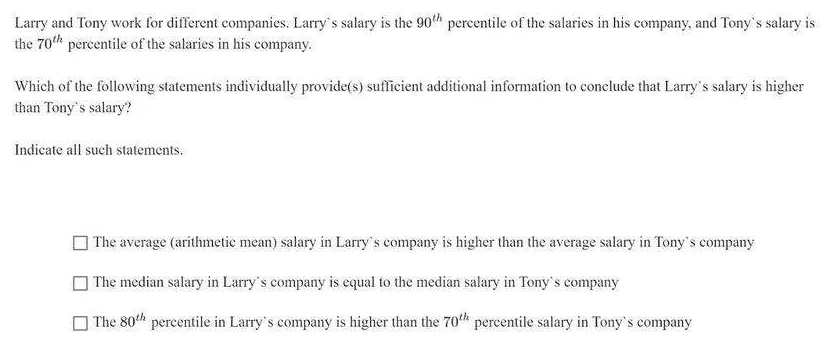 Larry and Tony work for different companies. Larry`s salary is the 90th percentile of the salaries in his company, and Tony`s salary is
the 70th percentile of the salaries in his company.
Which of the following statements individually provide(s) sufficient additional information to conclude that Larry`s salary is higher
than Tony`s salary?
Indicate all such statements.
The average (arithmetic mean) salary in Larry`s company is higher than the average salary in Tony`s company
The median salary in Larry`s company is equal to the median salary in Tony`s company
The 80th percentile in Larry`s company is higher than the 70th percentile salary in Tony`s company